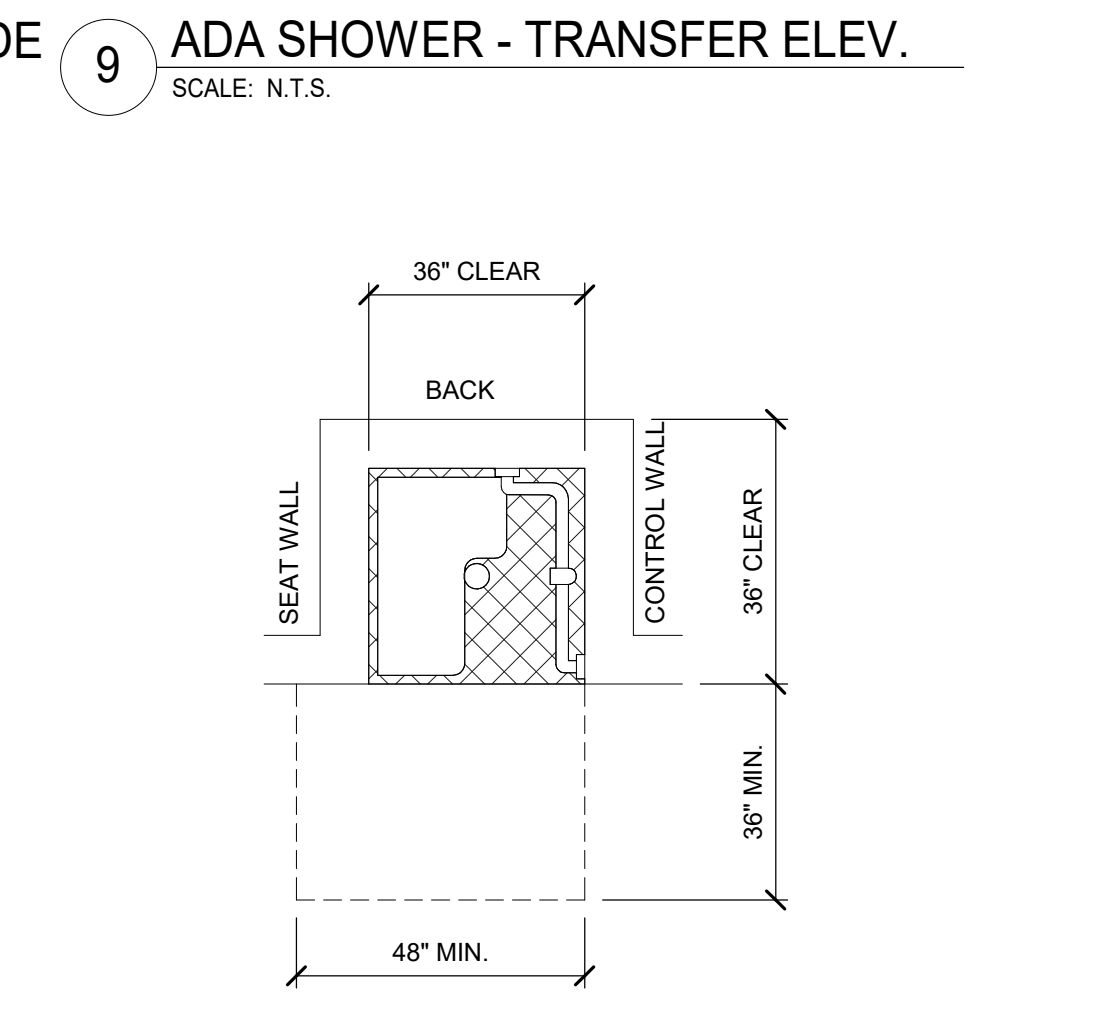 DE
9
ADA SHOWER - TRANSFER ELEV.
SCALE: N.T.S.
36" CLEAR
BACK
SEAT WALL
CONTROL WALL
36" CLEAR
36" MIN.
48" MIN.